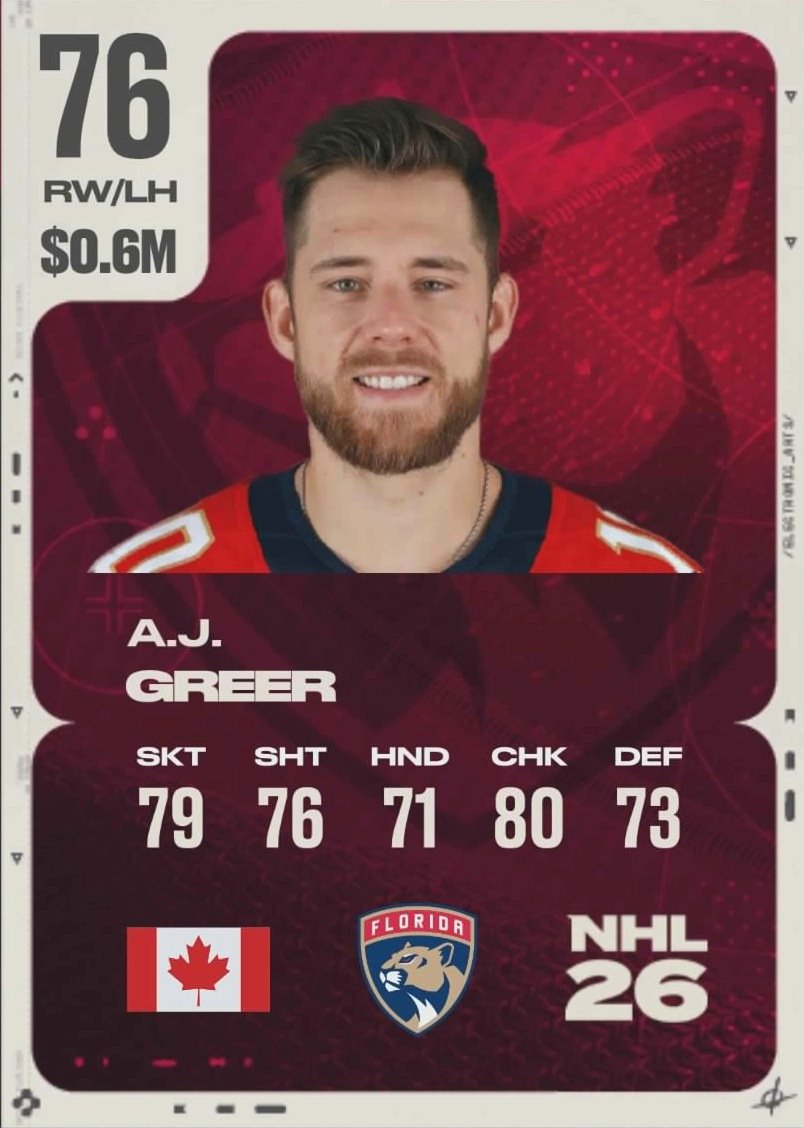 76
RW/LH
$0.6M
A.J.
GREER
SKT SHT HND CHK DEF
79 76 71 80 73
FLORIDA
NHL
26